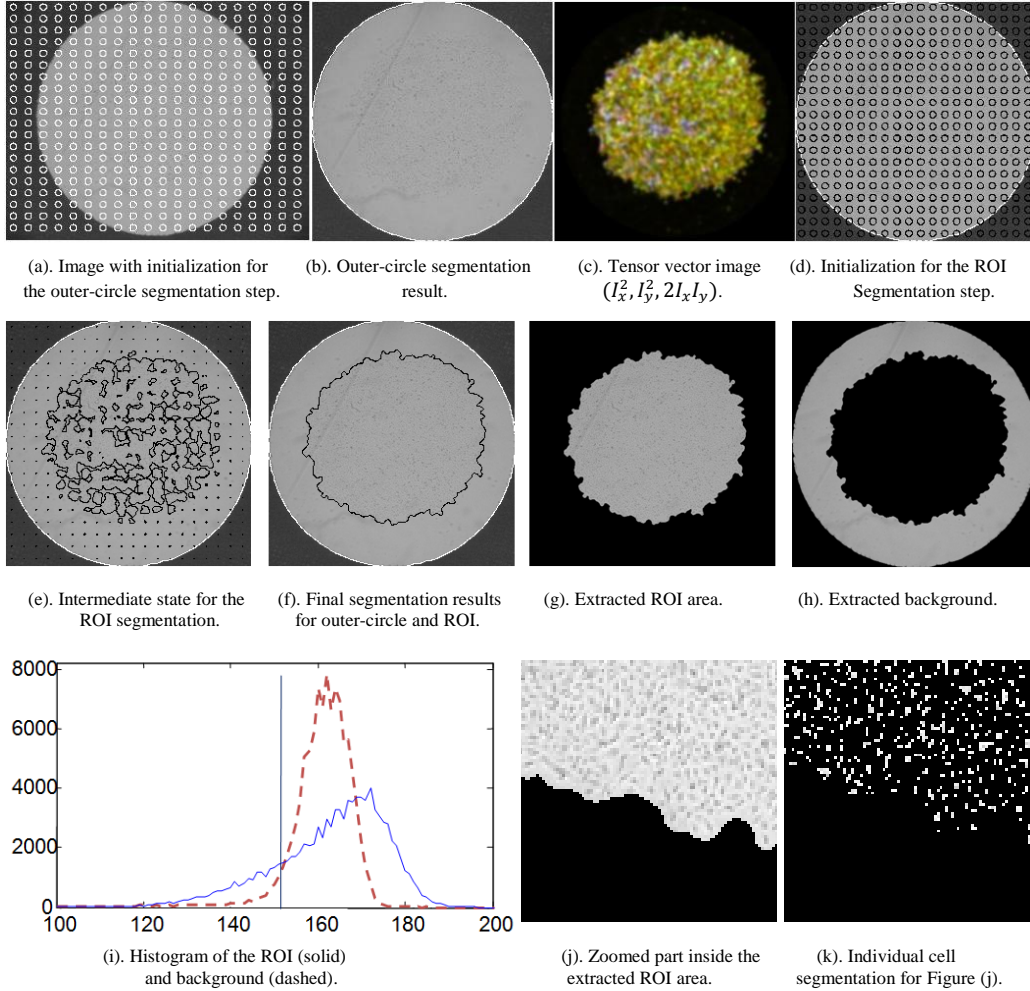 (a). Image with initialization for
the outer-circle segmentation step.
(b). Outer-circle segmentation
result.
(c). Tensor vector image
(I_x^2, I_y^2, 2I_xI_y).
(d). Initialization for the ROI
Segmentation step.
(e). Intermediate state for the
ROI segmentation.
(f). Final segmentation results
for outer-circle and ROI.
(g). Extracted ROI area.
(h). Extracted background.
8000
6000
4000
2000
0
100 120 140 160 180 200
(i). Histogram of the ROI (solid)
and background (dashed).
(j). Zoomed part inside the
extracted ROI area.
(k). Individual cell
segmentation for Figure (j).